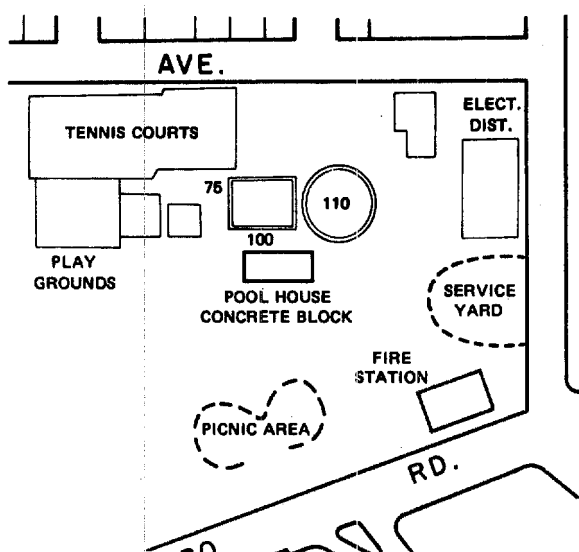 AVE.
TENNIS COURTS
ELECT.
DIST.
75
110
100
PLAY
GROUNDS
POOL HOUSE
CONCRETE BLOCK
SERVICE
YARD
FIRE
STATION
PICNIC AREA
RD.